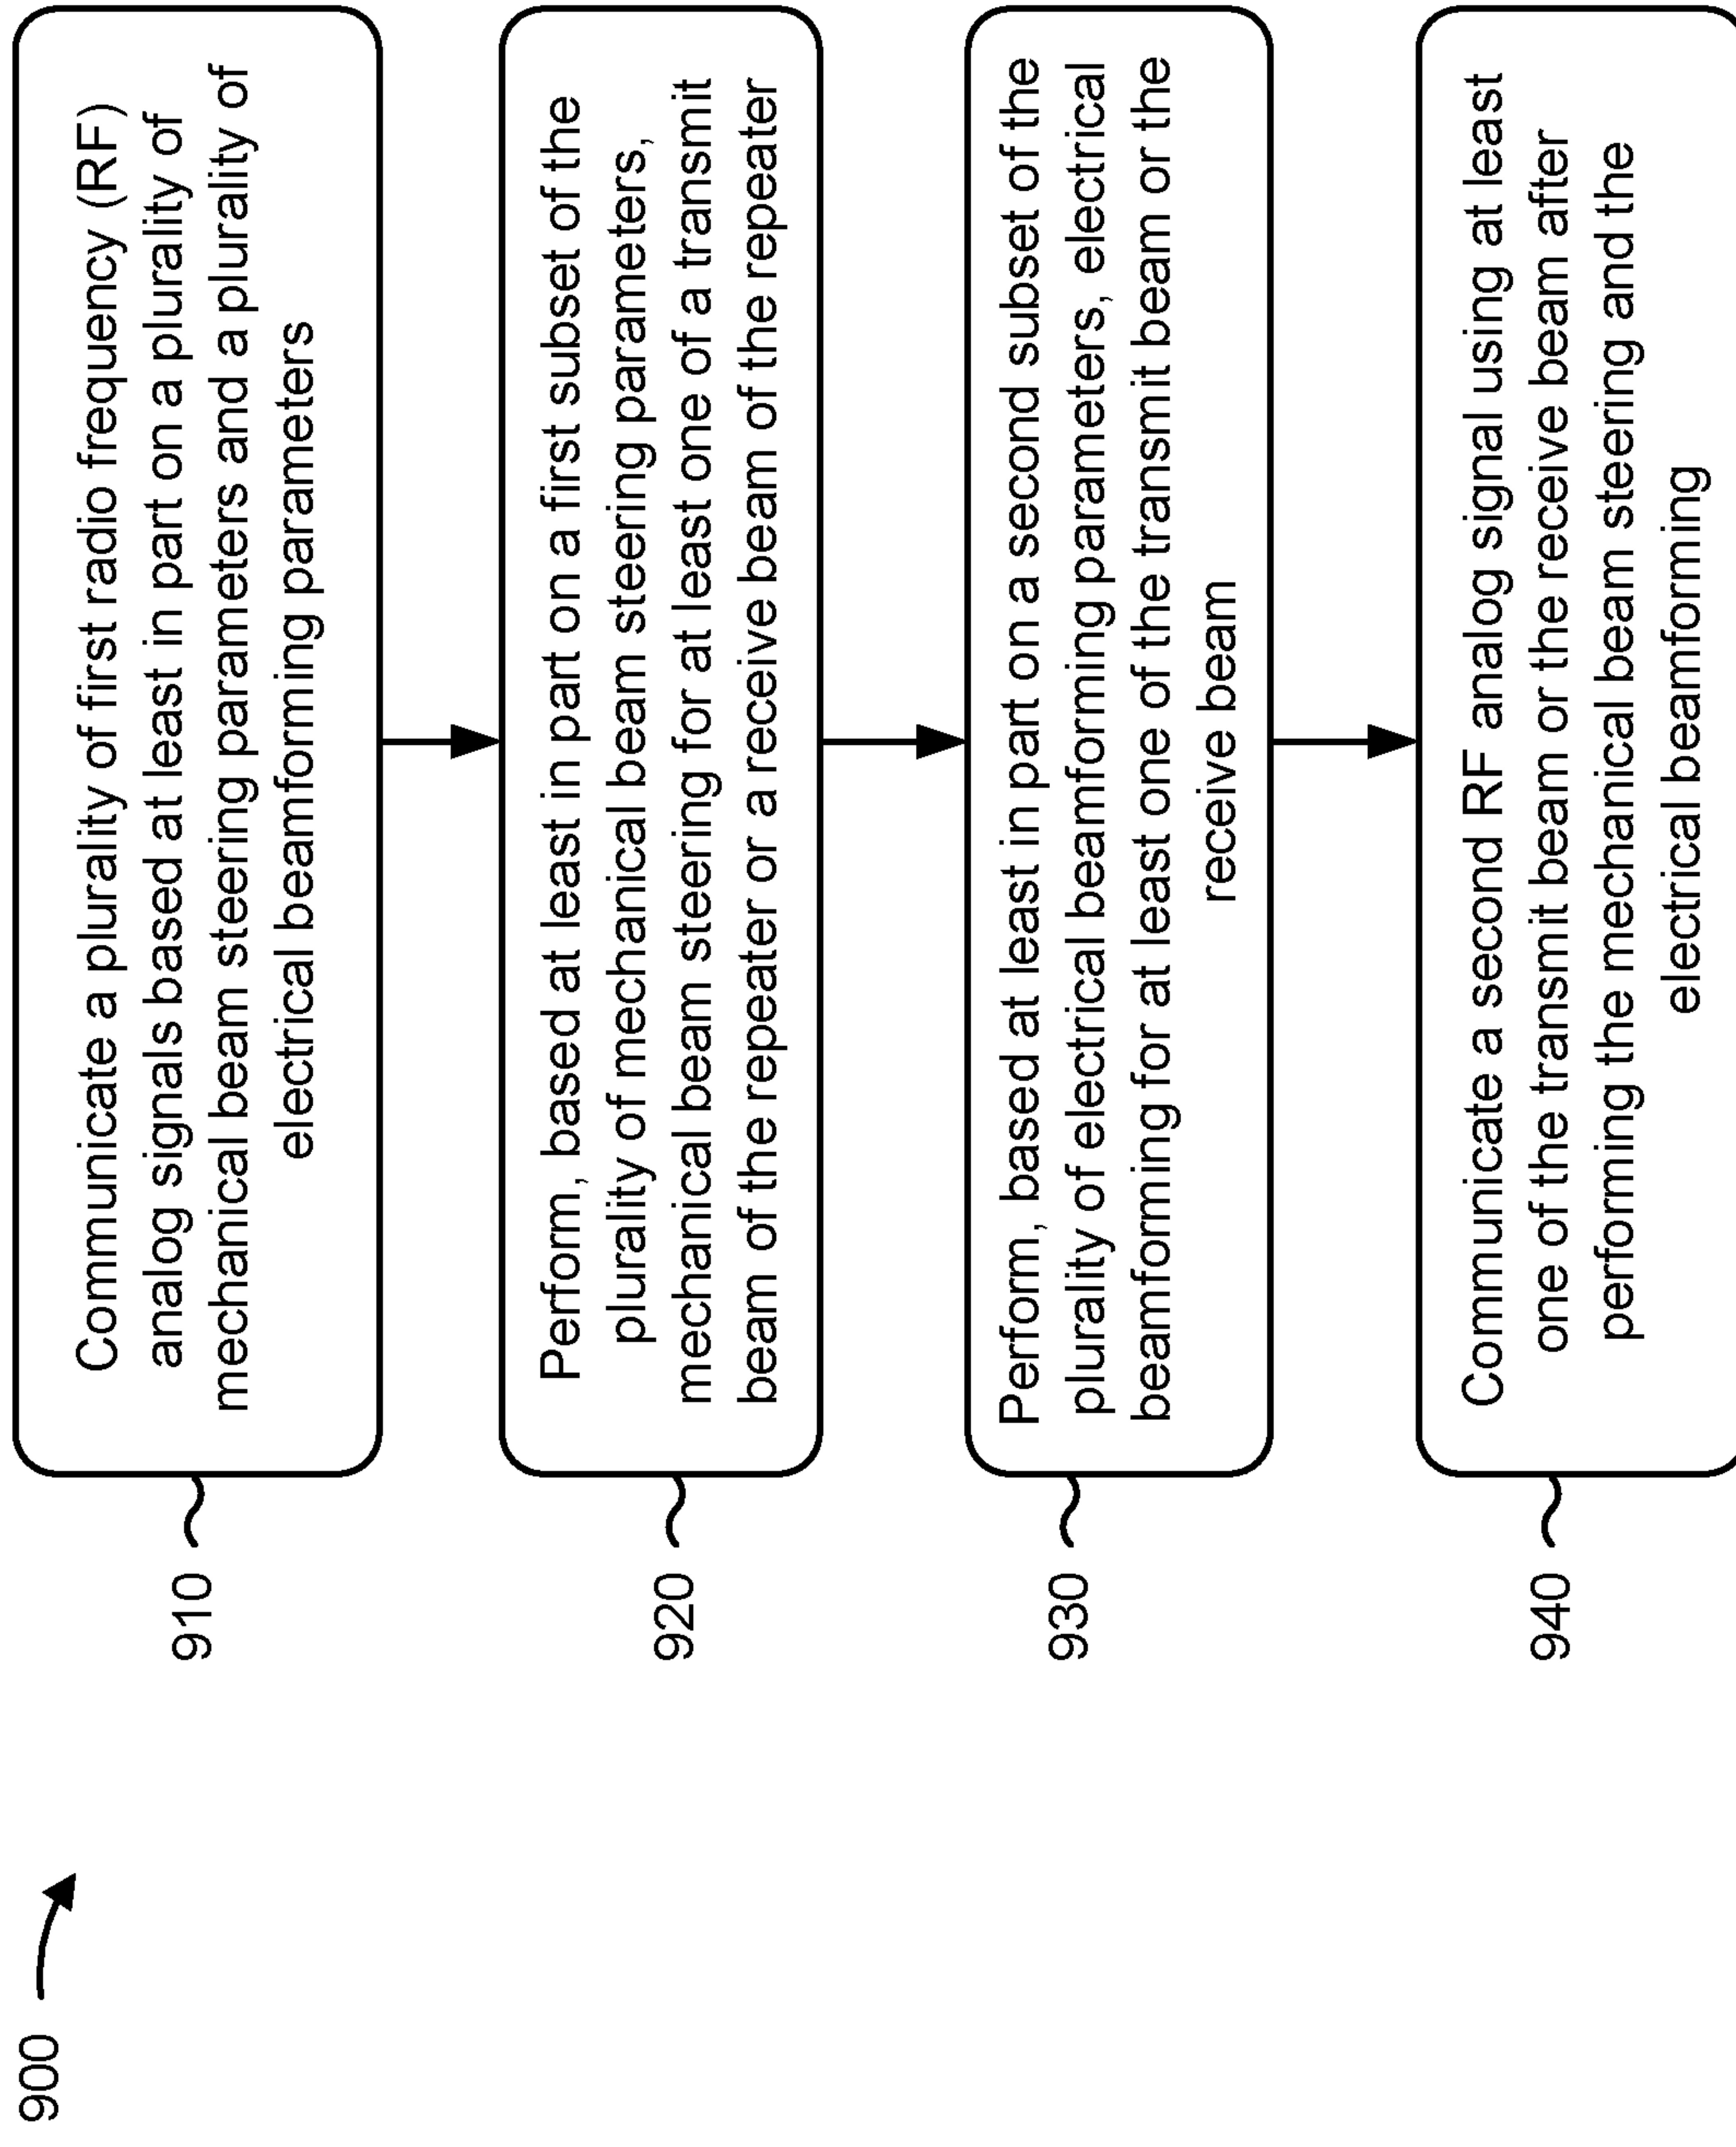 900
910
Communicate a plurality of first radio frequency (RF)
analog signals based at least in part on a plurality of
mechanical beam steering parameters and a plurality of
electrical beamforming parameters
920
Perform, based at least in part on a first subset of the
plurality of mechanical beam steering parameters,
mechanical beam steering for at least one of a transmit
beam of the repeater or a receive beam of the repeater
930
Perform, based at least in part on a second subset of the
plurality of electrical beamforming parameters, electrical
beamforming for at least one of the transmit beam or the
receive beam
940
Communicate a second RF analog signal using at least
one of the transmit beam or the receive beam after
performing the mechanical beam steering and the
electrical beamforming